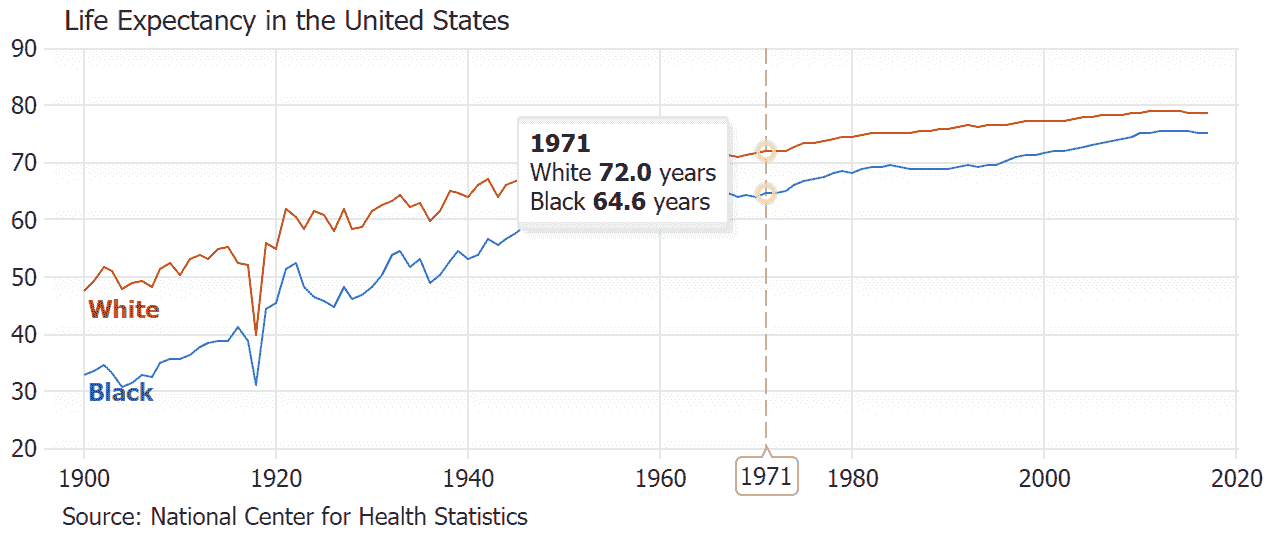 Life Expectancy in the United States
90
80
70
60
50
40
30
20
1971
White 72.0 years
Black 64.6 years
White
Black
1900
1920
1940
1960
1971
1980
2000
2020
Source: National Center for Health Statistics